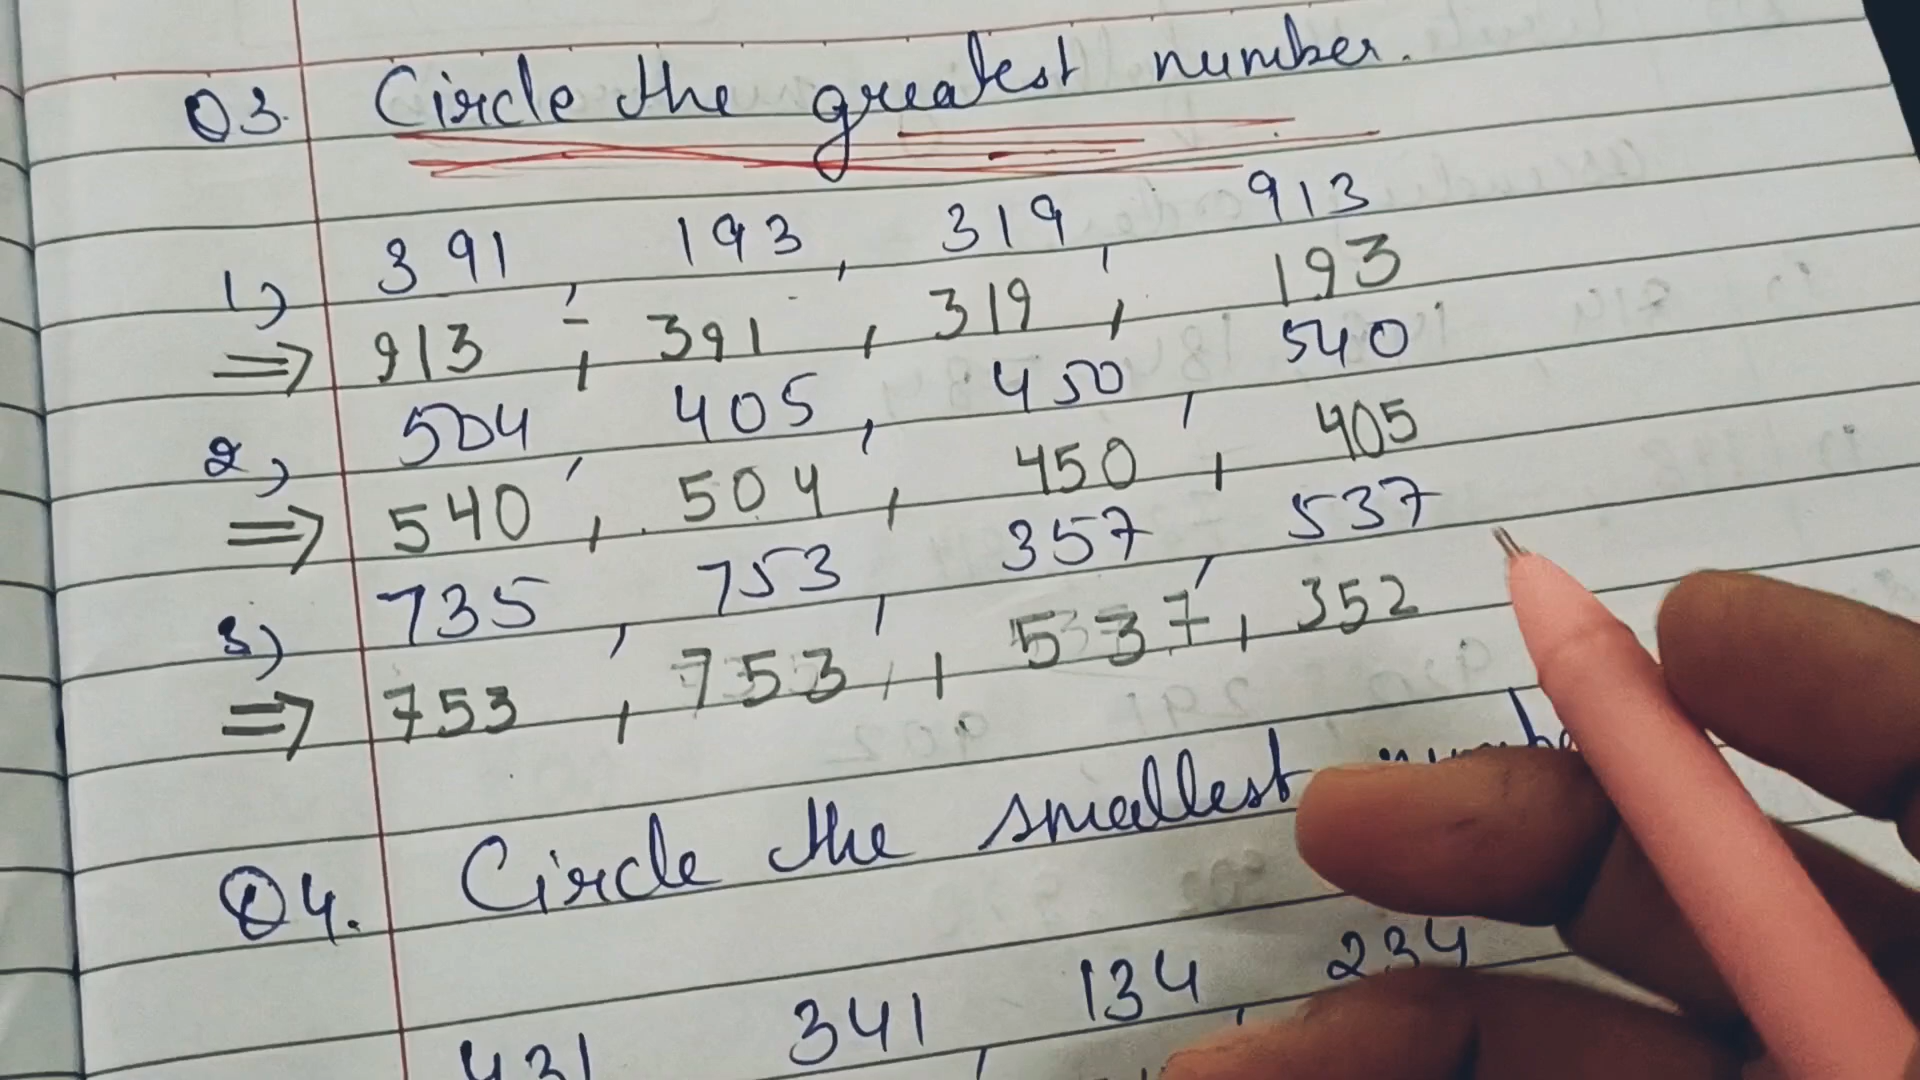 Q3. Circle the greatest number.
1) 391, 193, 319, 913
⇒ 913, 391, 319, 193
2) 504, 405, 450, 540
⇒ 540, 504, 450, 405
3) 735, 753, 357, 537
⇒ 753, 753, 537, 352
Q4. Circle the smallest
431 341, 134, 234